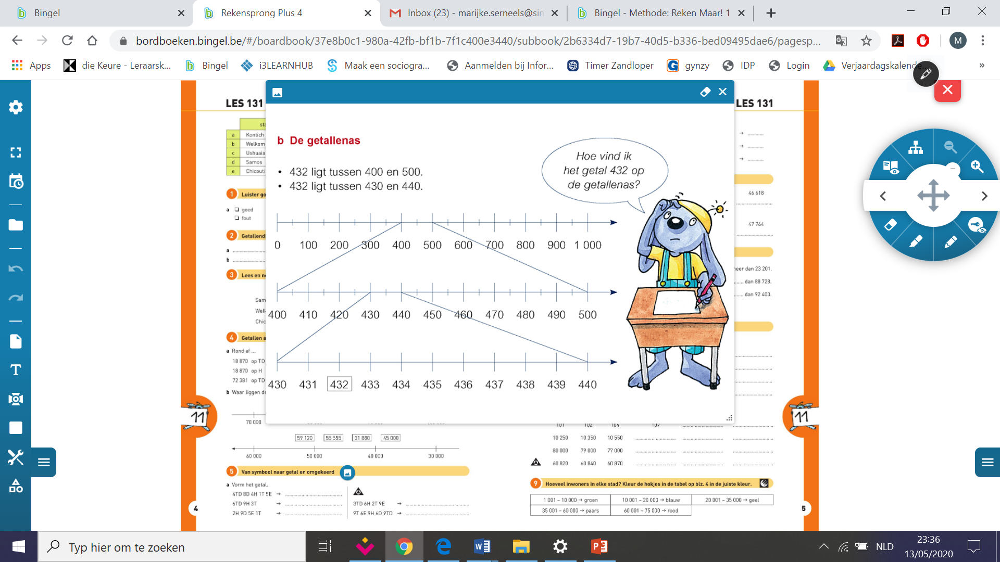 Bingel
Rekensprong Plus 4
Inbox (23) - marijke.serneels@sin
Bingel - Methode: Reken Maar! 1
bordboeken.bingel.be/#/boardbook/37e8b0c1-980a-42fb-bf1b-7f1c400e3440/subbook/2b6334d7-19b7-40d5-b336-bed09495dae6/pagesp...
M
Apps
die Keure - Leraarsk...
Bingel
i3LEARNHUB
Maak een sociogra...
Aanmelden bij Infor...
Timer Zandloper
gynzy
IDP
Login
Verjaardagskalende...
»
LES 131
LES 131
a Kontich
b Welkom
c Ushuaia
d Samos
e Chicouti
1 Luister go
a goed
fout
2 Getallend
a
b
3 Lees en n
Sam
Welk
Chic
4 Getallen a
a Rond af ...
18 870 op TD
18 870 op H
72 381 op TD
b Waar liggen de
70 000
59 120 55 555 31 880 45 000
60 000 50 000 40 000 30 000
5 Van symbool naar getal en omgekeerd
a Vorm het getal.
4TD 8D 4H 1T 5E →
6TD 9H 3T →
2H 9D 5E 1T →
3TD 6H 2T 9E →
9T 6E 9H 6D 9TD →
4
11
b De getallenas
• 432 ligt tussen 400 en 500.
• 432 ligt tussen 430 en 440.
Hoe vind ik
het getal 432 op
de getallenas?
0 100 200 300 400 500 600 700 800 900 1 000
400 410 420 430 440 450 460 470 480 490 500
430 431 432 433 434 435 436 437 438 439 440
→
→
→
46 618
47 764
eer dan 23 201.
dan 88 728.
dan 92 403.
101 102 104 107
10 250 10 350 10 550
80 000 79 000 77 000
60 820 60 840 60 870
9 Hoeveel inwoners in elke stad? Kleur de hokjes in de tabel op blz. 4 in de juiste kleur.
1 001 – 10 000 → groen 10 001 – 20 000 → blauw 20 001 – 35 000 → geel
35 001 – 60 000 → paars 60 001 – 75 000 → rood
5
11
Typ hier om te zoeken
NLD
23:36
13/05/2020